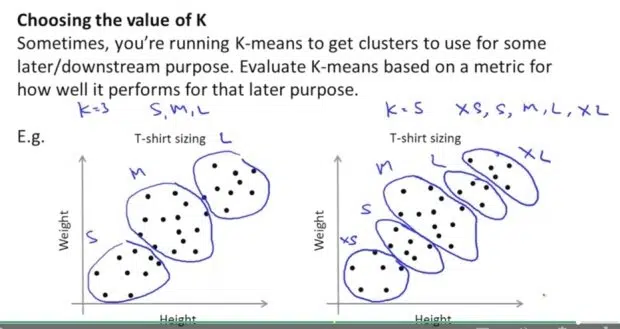 Choosing the value of K
Sometimes, you're running K-means to get clusters to use for some
later/downstream purpose. Evaluate K-means based on a metric for
how well it performs for that later purpose.
K=3 S,M,L
K=5 XS, S, M, L, XL
E.g.
T-shirt sizing
L
M
S
Weight
Height
T-shirt sizing
XL
L
M
S
XS
Weight
Height